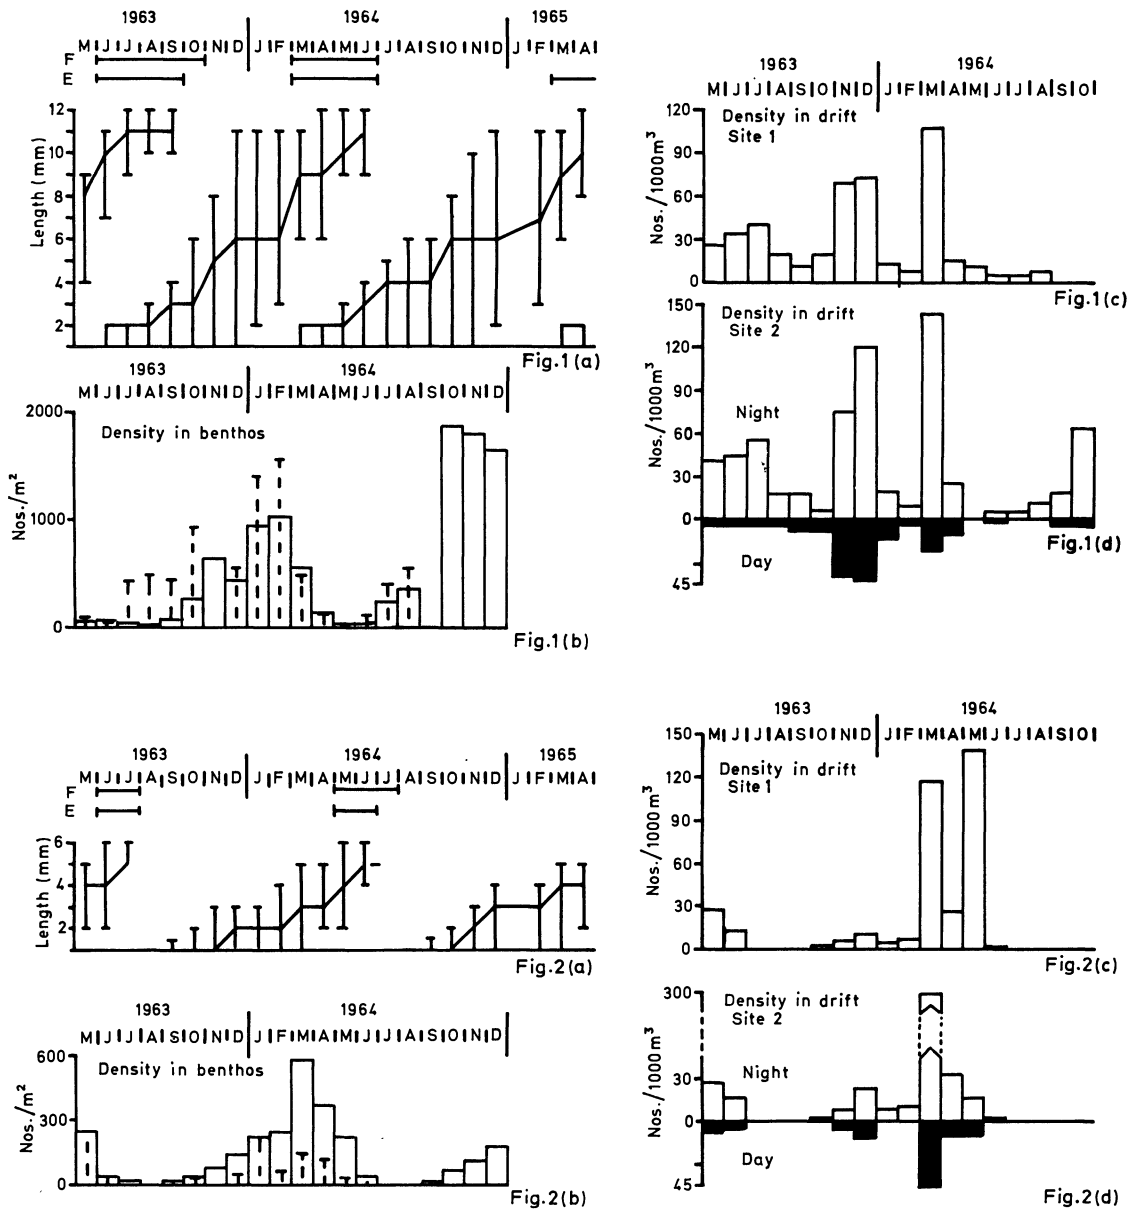 1963 1964 1965
M J J A S O N D J F M A M J J A S O N D J F M A
F
E
12
10
8
6
4
2
Length (mm)
Fig.1(a)
1963 1964
M J J A S O N D J F M A M J J A S O N D
2000
1000
0
Nos./m²
Density in benthos
Fig.1(b)
1963 1964
M J J A S O N D J F M A M J J A S O
120
90
60
30
0
Nos./1000m³
Density in drift
Site 1
Fig.1(c)
150
120
90
60
30
0
45
Nos./1000m³
Density in drift
Site 2
Night
Day
Fig.1(d)
1963 1964 1965
M J J A S O N D J F M A M J J A S O N D J F M A
F
E
6
4
2
Length (mm)
Fig.2(a)
1963 1964
M J J A S O N D J F M A M J J A S O N D
600
300
0
Nos./m²
Density in benthos
Fig.2(b)
1963 1964
M J J A S O N D J F M A M J J A S O
150
120
90
60
30
0
Nos./1000m³
Density in drift
Site 1
Fig.2(c)
300
30
0
45
Nos./1000m³
Density in drift
Site 2
Night
Day
Fig.2(d)